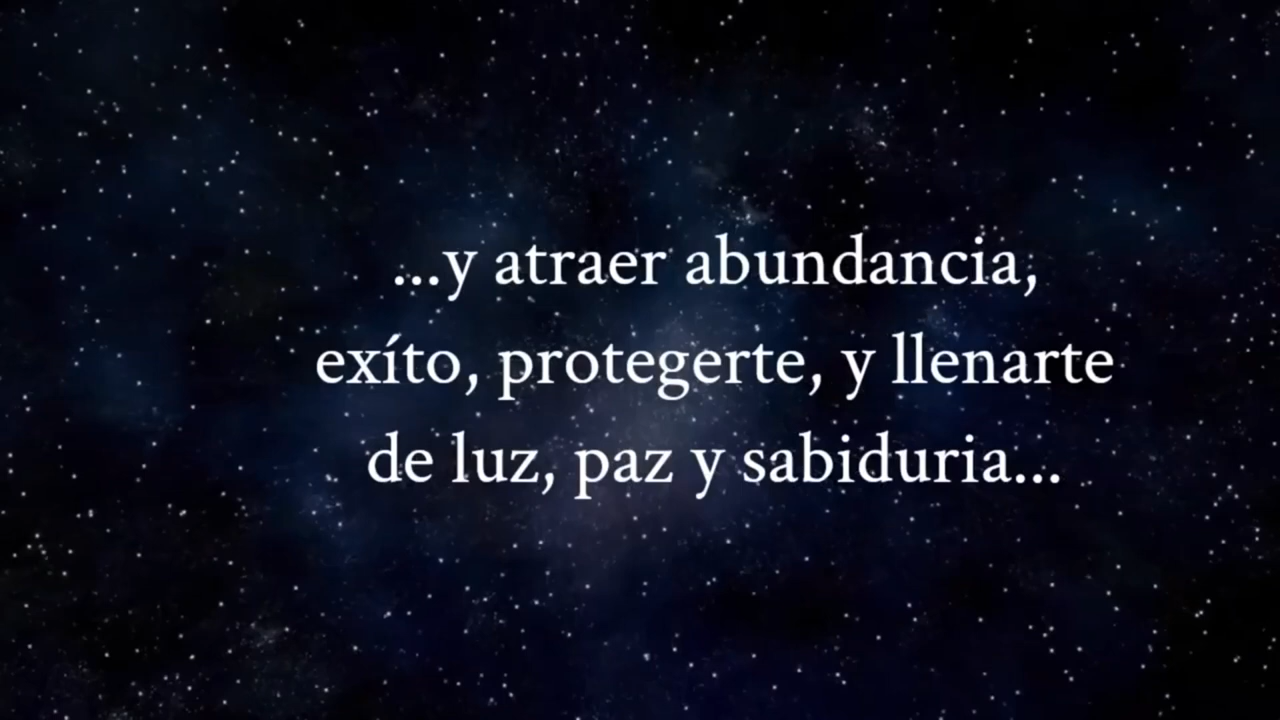 ...y atraer abundancia,
exíto, protegerte, y llenarte
de luz, paz y sabiduria...